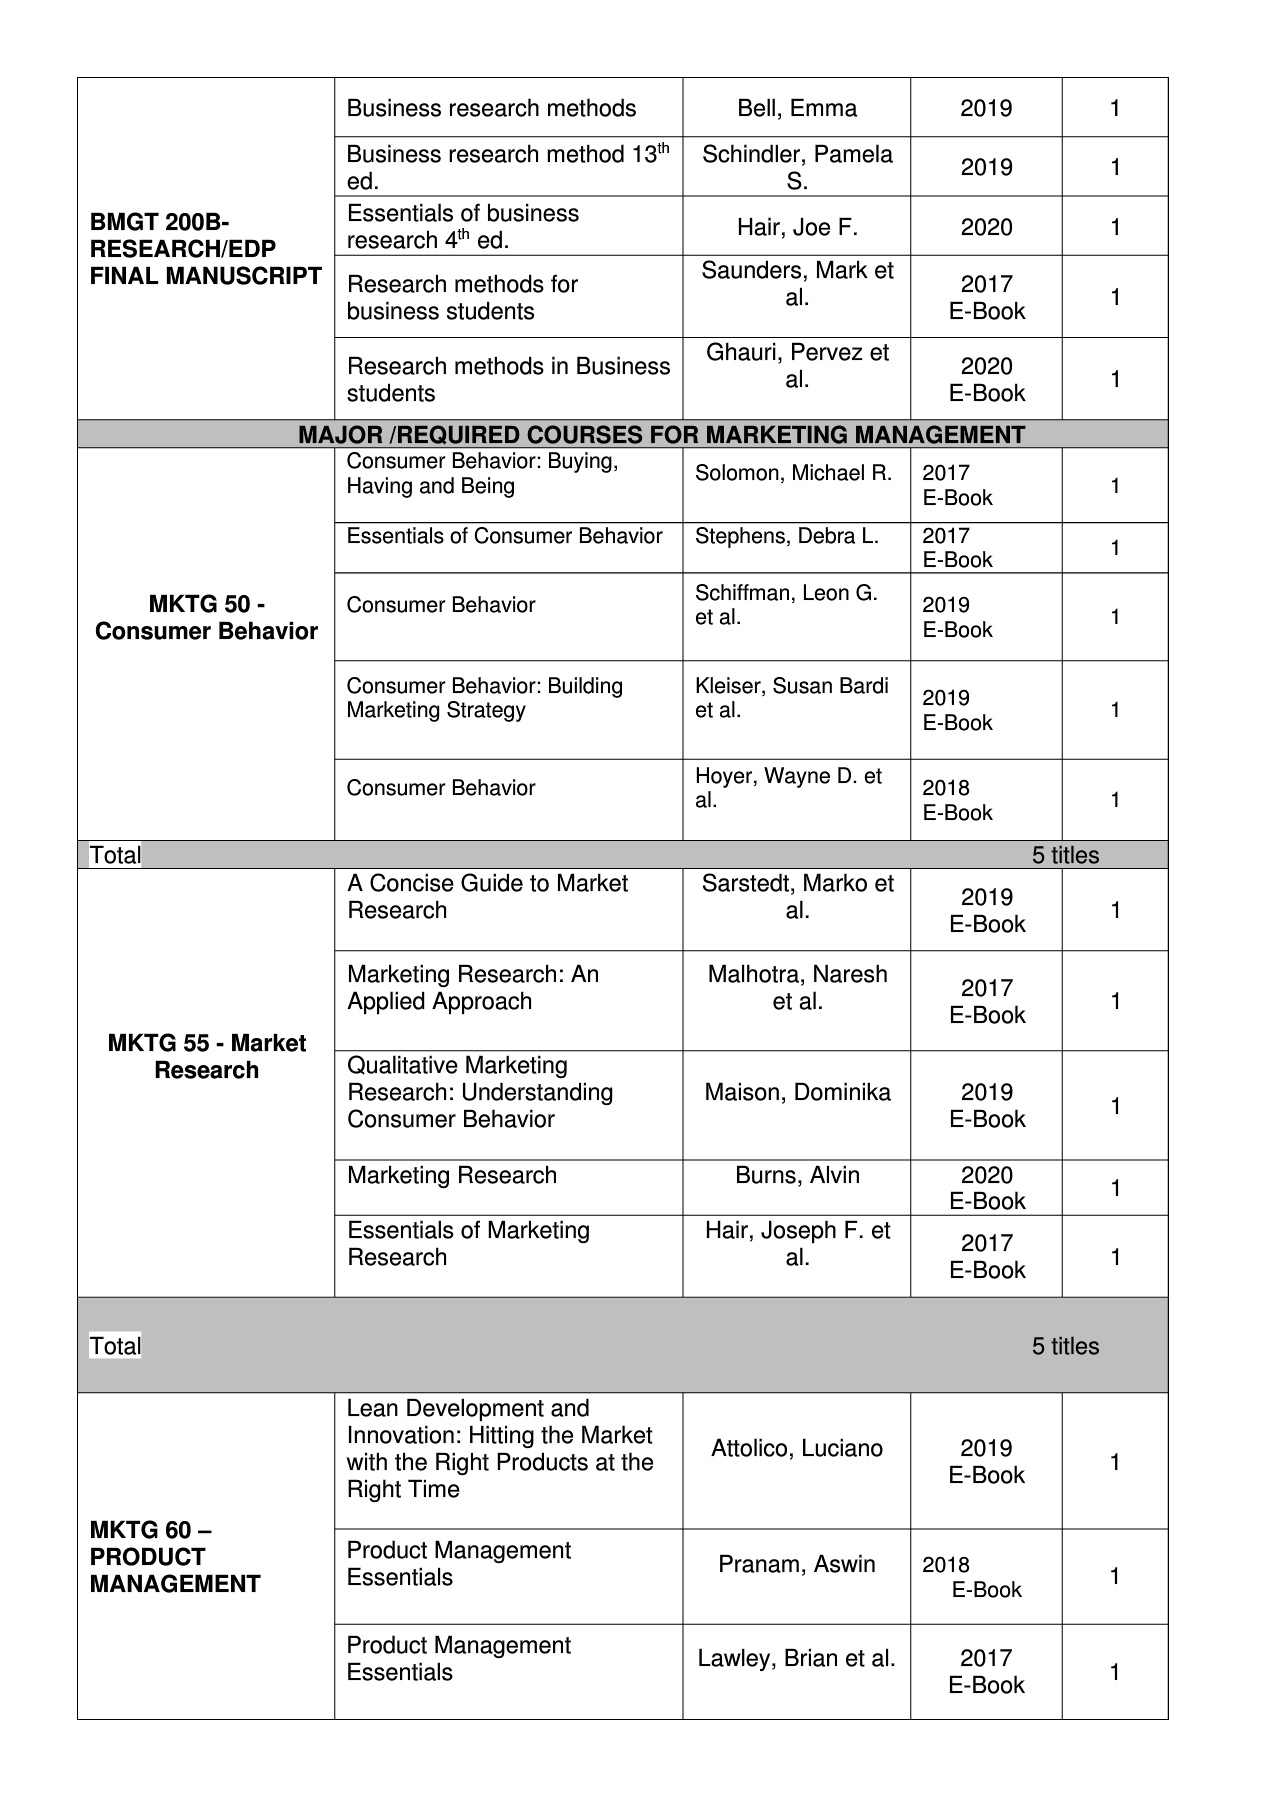 BMGT 200B-
RESEARCH/EDP
FINAL MANUSCRIPT
Business research methods
Bell, Emma
2019
1
Business research method 13th
ed.
Schindler, Pamela
S.
2019
1
Essentials of business
research 4th ed.
Hair, Joe F.
2020
1
Research methods for
business students
Saunders, Mark et
al.
2017
E-Book
1
Research methods in Business
students
Ghauri, Pervez et
al.
2020
E-Book
1
MAJOR /REQUIRED COURSES FOR MARKETING MANAGEMENT
MKTG 50 -
Consumer Behavior
Consumer Behavior: Buying,
Having and Being
Solomon, Michael R.
2017
E-Book
1
Essentials of Consumer Behavior
Stephens, Debra L.
2017
E-Book
1
Consumer Behavior
Schiffman, Leon G.
et al.
2019
E-Book
1
Consumer Behavior: Building
Marketing Strategy
Kleiser, Susan Bardi
et al.
2019
E-Book
1
Consumer Behavior
Hoyer, Wayne D. et
al.
2018
E-Book
1
Total 5 titles
MKTG 55 - Market
Research
A Concise Guide to Market
Research
Sarstedt, Marko et
al.
2019
E-Book
1
Marketing Research: An
Applied Approach
Malhotra, Naresh
et al.
2017
E-Book
1
Qualitative Marketing
Research: Understanding
Consumer Behavior
Maison, Dominika
2019
E-Book
1
Marketing Research
Burns, Alvin
2020
E-Book
1
Essentials of Marketing
Research
Hair, Joseph F. et
al.
2017
E-Book
1
Total 5 titles
MKTG 60 –
PRODUCT
MANAGEMENT
Lean Development and
Innovation: Hitting the Market
with the Right Products at the
Right Time
Attolico, Luciano
2019
E-Book
1
Product Management
Essentials
Pranam, Aswin
2018
E-Book
1
Product Management
Essentials
Lawley, Brian et al.
2017
E-Book
1